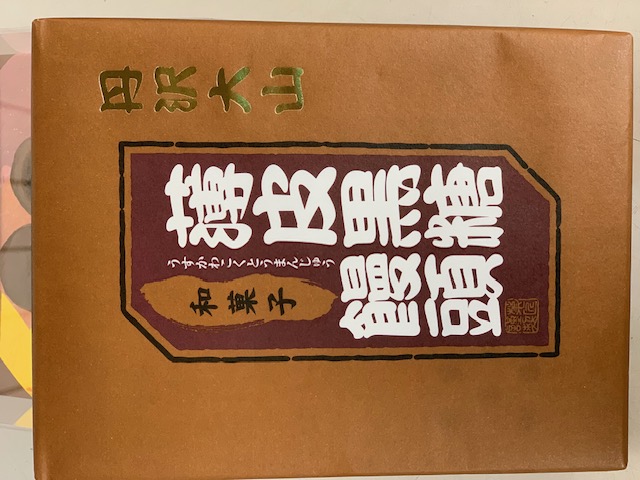 丹沢大山
薄皮黒糖
饅頭
うすかわこくとうまんじゅう
和菓子